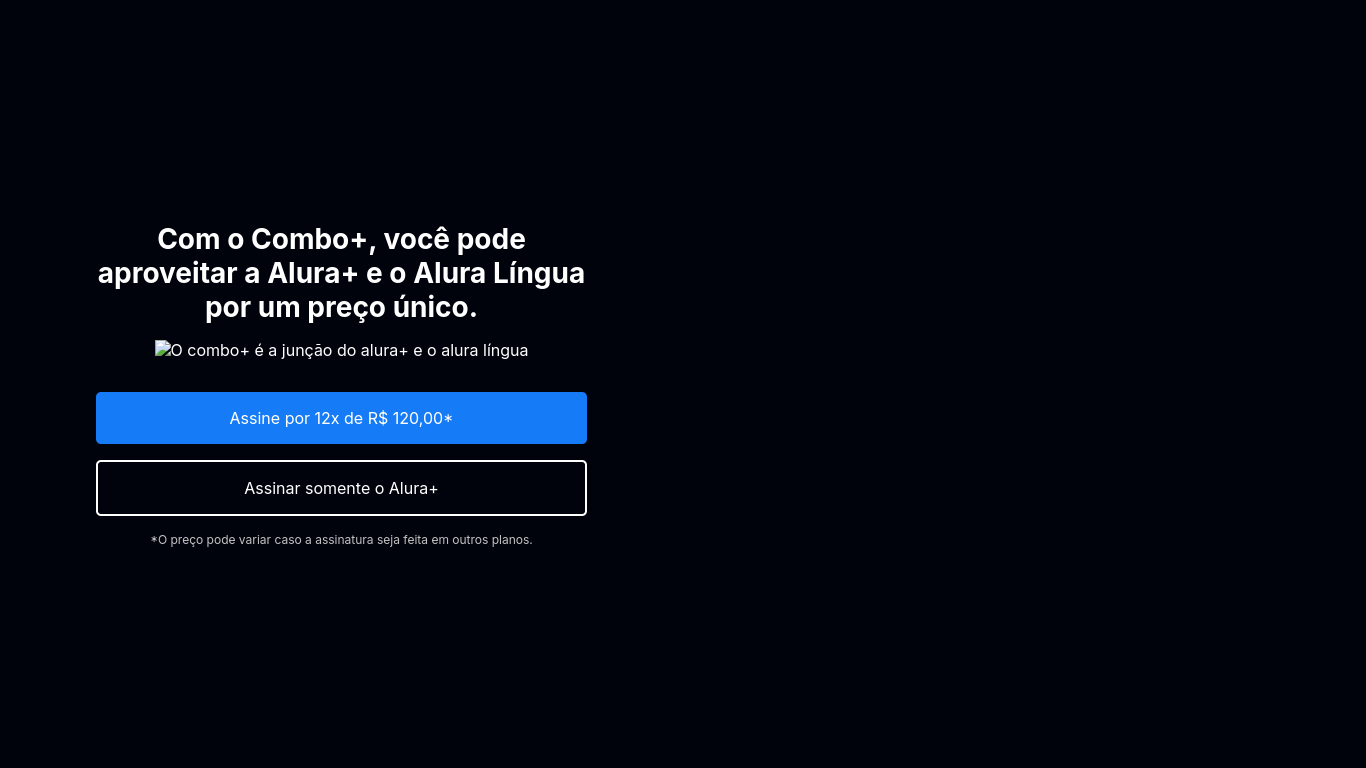 Com o Combo+, você pode
aproveitar a Alura+ e o Alura Língua
por um preço único.
O combo+ é a junção do alura+ e o alura língua
Assine por 12x de R$ 120,00*
Assinar somente o Alura+
*O preço pode variar caso a assinatura seja feita em outros planos.